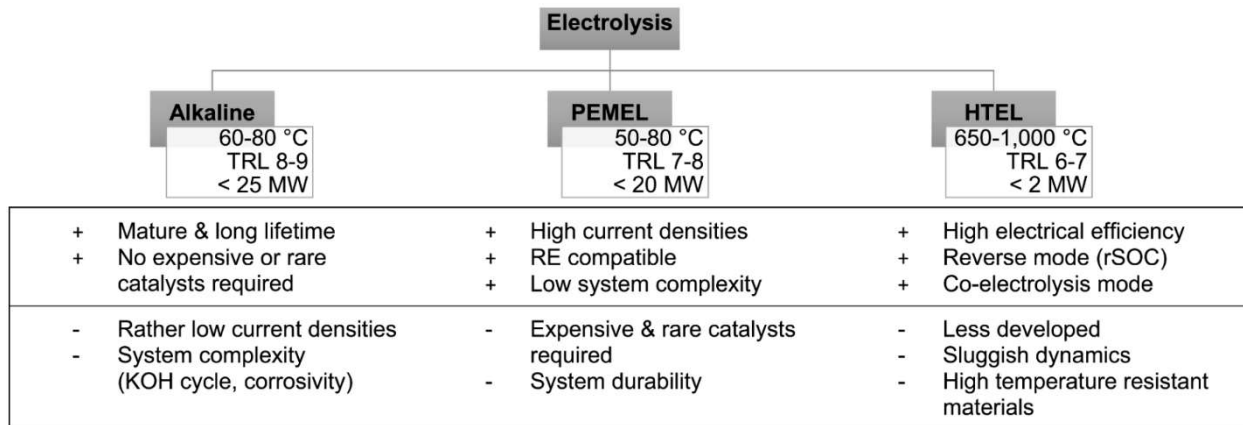 Electrolysis
Alkaline
60-80 °C
TRL 8-9
< 25 MW
PEMEL
50-80 °C
TRL 7-8
< 20 MW
HTEL
650-1,000 °C
TRL 6-7
< 2 MW
+ Mature & long lifetime
+ No expensive or rare
catalysts required
+ High current densities
+ RE compatible
+ Low system complexity
+ High electrical efficiency
+ Reverse mode (rSOC)
+ Co-electrolysis mode
- Rather low current densities
- System complexity
(KOH cycle, corrosivity)
- Expensive & rare catalysts
required
- System durability
- Less developed
- Sluggish dynamics
- High temperature resistant
materials